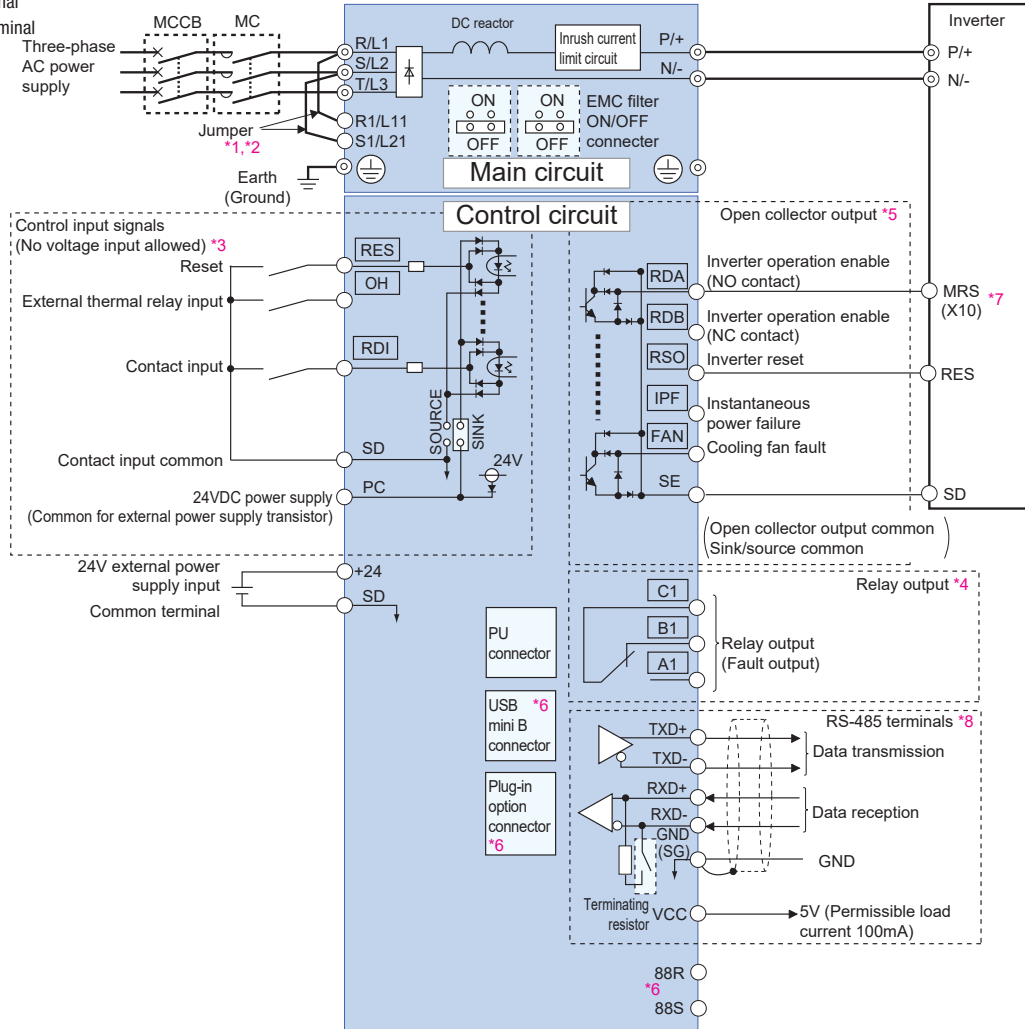 minal
MCCB
MC
Three-phase
AC power
supply
R/L1
S/L2
T/L3
R1/L11
S1/L21
Jumper
*1,*2
Earth
(Ground)
DC reactor
Inrush current
limit circuit
P/+
N/-
ON
OFF
ON
OFF
EMC filter
ON/OFF
connecter
Main circuit
Inverter
P/+
N/-
Control circuit
Control input signals
(No voltage input allowed) *3
Reset
External thermal relay input
Contact input
Contact input common
24VDC power supply
(Common for external power supply transistor)
RES
OH
RDI
SD
PC
SOURCE
SINK
24V
24V external power
supply input
Common terminal
+24
SD
Open collector output *5
RDA
Inverter operation enable
(NO contact)
RDB
Inverter operation enable
(NC contact)
RSO
Inverter reset
IPF
Instantaneous
power failure
FAN
Cooling fan fault
SE
Open collector output common
Sink/source common
MRS *7
(X10)
RES
SD
Relay output *4
C1
B1
A1
Relay output
(Fault output)
PU
connector
USB *6
mini B
connector
Plug-in
option
connector
*6
RS-485 terminals *8
TXD+
TXD-
Data transmission
RXD+
RXD-
Data reception
GND
(SG)
GND
Terminating
resistor
VCC
5V (Permissible load
current 100mA)
88R
*6
88S